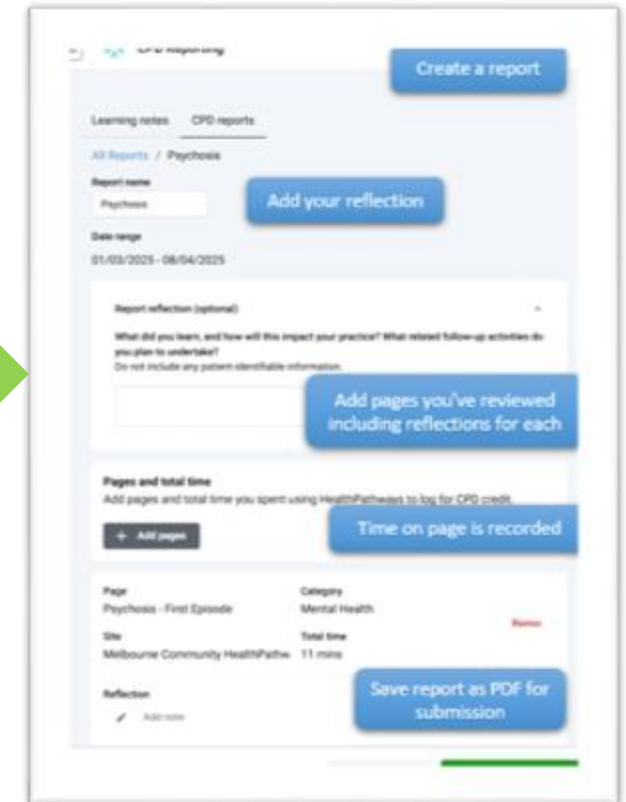 CPD Reporting
Create a report
Learning notes CPD reports
All Reports / Psychosis
Report name
Psychosis
Add your reflection
Date range
01/03/2025 - 08/04/2025
Report reflection (optional)
What did you learn, and how will this impact your practice? What related follow-up activities do
you plan to undertake?
Do not include any patient identifiable information.
Add pages you've reviewed
including reflections for each
Pages and total time
Add pages and total time you spent using HealthPathways to log for CPD credit.
+ Add pages
Time on page is recorded
Page Category
Psychosis - First Episode Mental Health
Site Total time
Melbourne Community HealthPathw 11 mins
Save report as PDF for
submission
Reflection
Add note